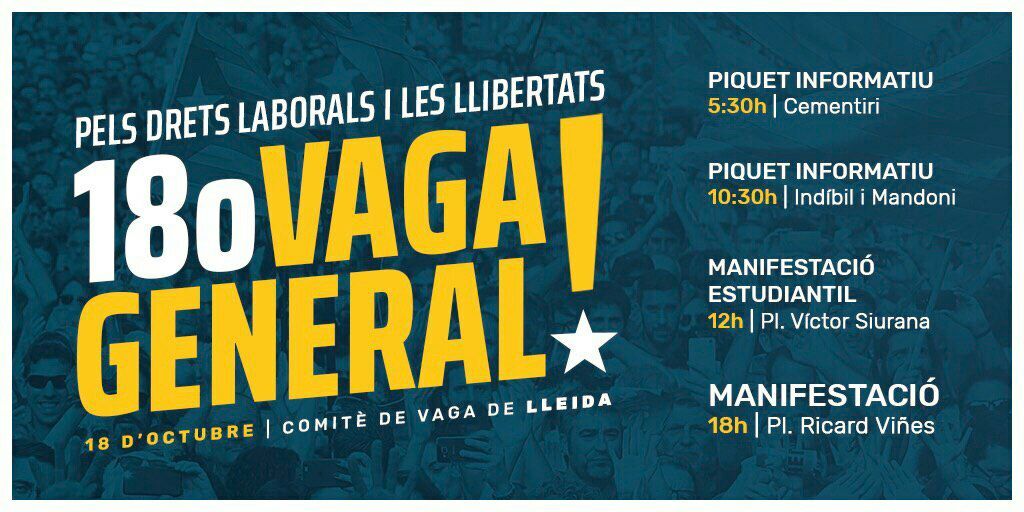 PELS DRETS LABORALS I LES LLIBERTATS
18o VAGA
GENERAL!
18 D'OCTUBRE | COMITÈ DE VAGA DE LLEIDA
PIQUET INFORMATIU
5:30h | Cementiri
PIQUET INFORMATIU
10:30h | Indíbil i Mandoni
MANIFESTACIÓ
ESTUDIANTIL
12h | Pl. Víctor Siurana
MANIFESTACIÓ
18h | Pl. Ricard Viñes